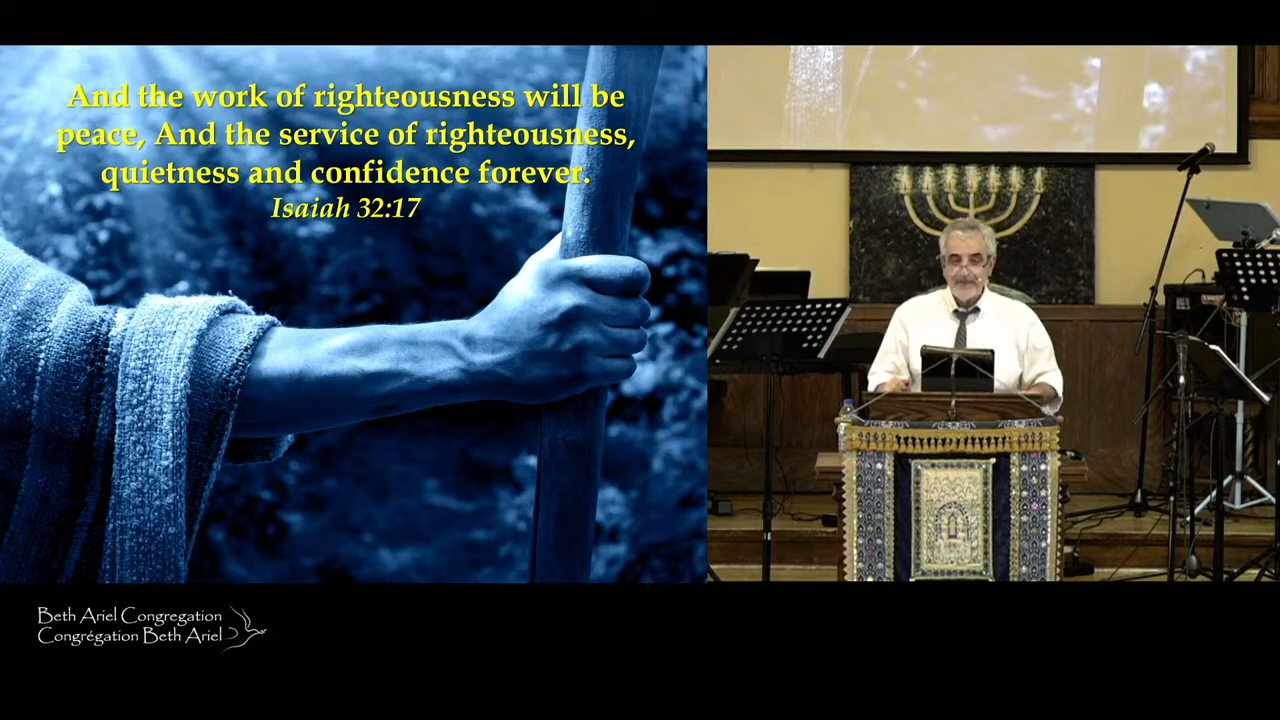 And the work of righteousness will be
peace, And the service of righteousness,
quietness and confidence forever.
Isaiah 32:17
Beth Ariel Congregation
Congrégation Beth Ariel